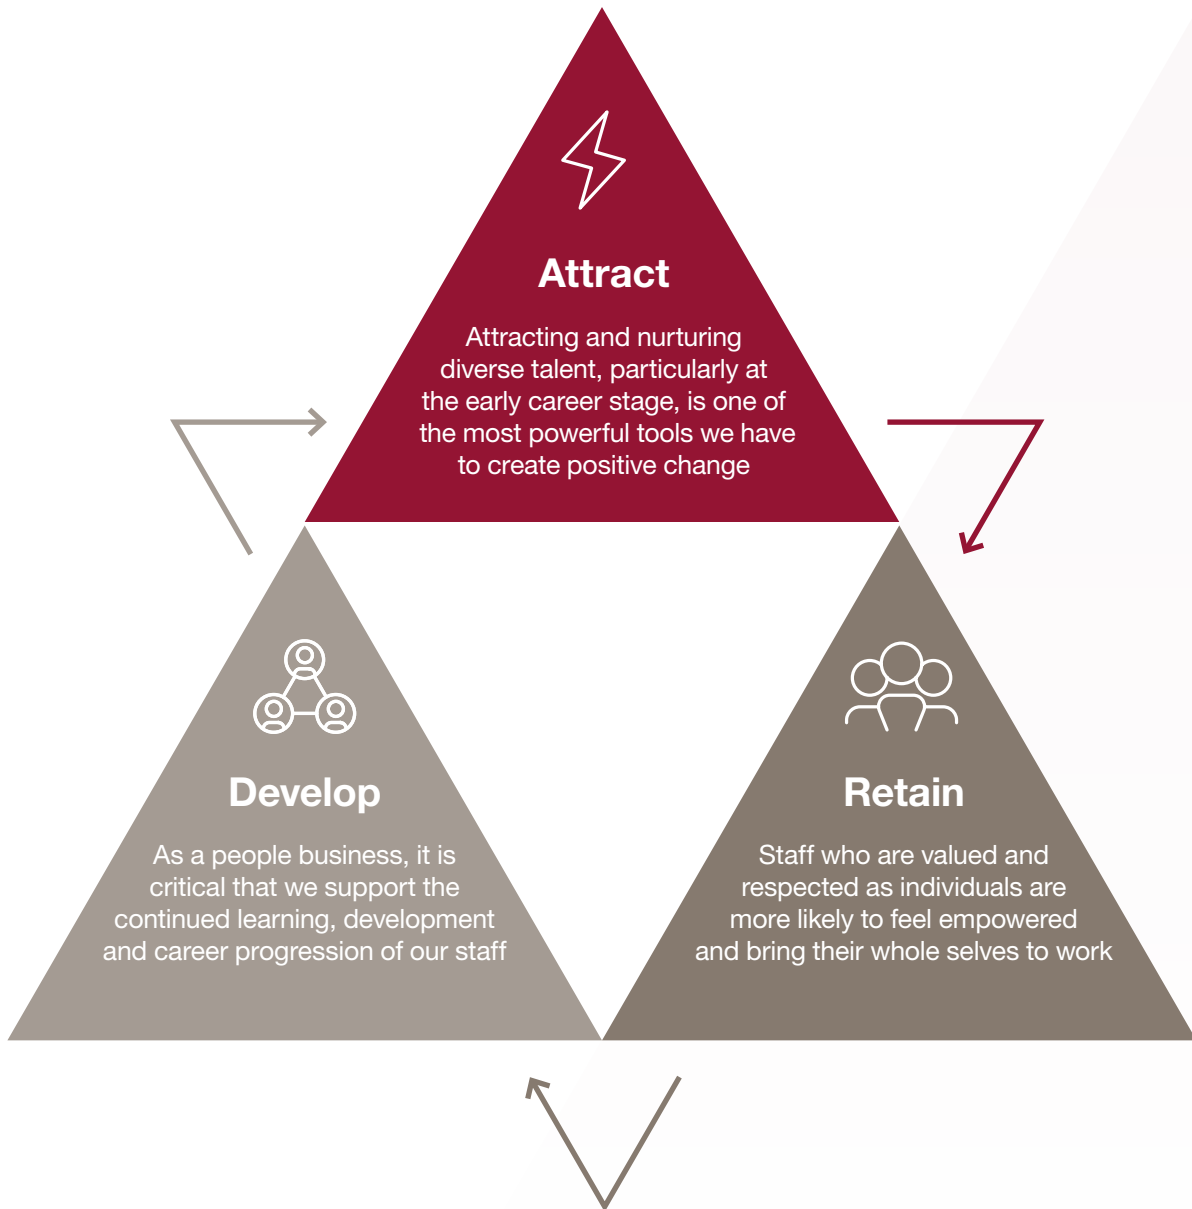 Attract
Attracting and nurturing
diverse talent, particularly at
the early career stage, is one of
the most powerful tools we have
to create positive change
Develop
As a people business, it is
critical that we support the
continued learning, development
and career progression of our staff
Retain
Staff who are valued and
respected as individuals are
more likely to feel empowered
and bring their whole selves to work